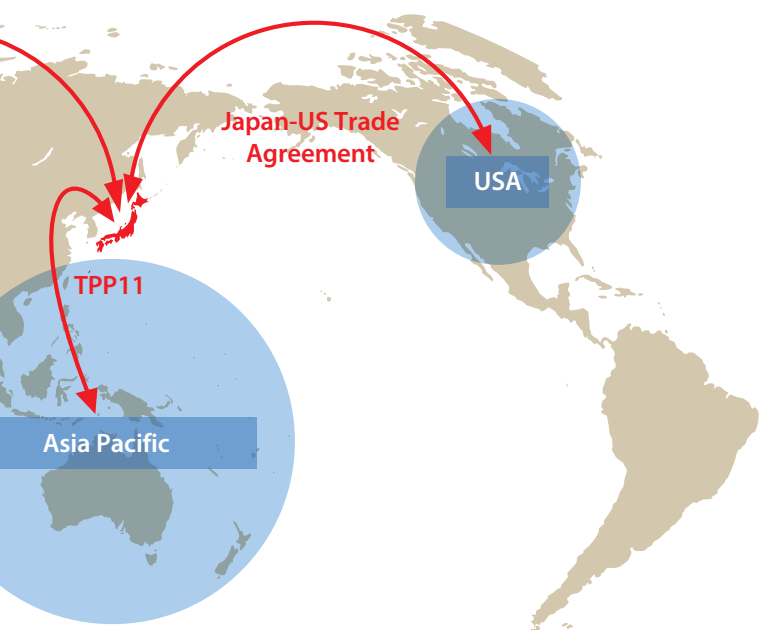 Japan-US Trade
Agreement
USA
TPP11
Asia Pacific